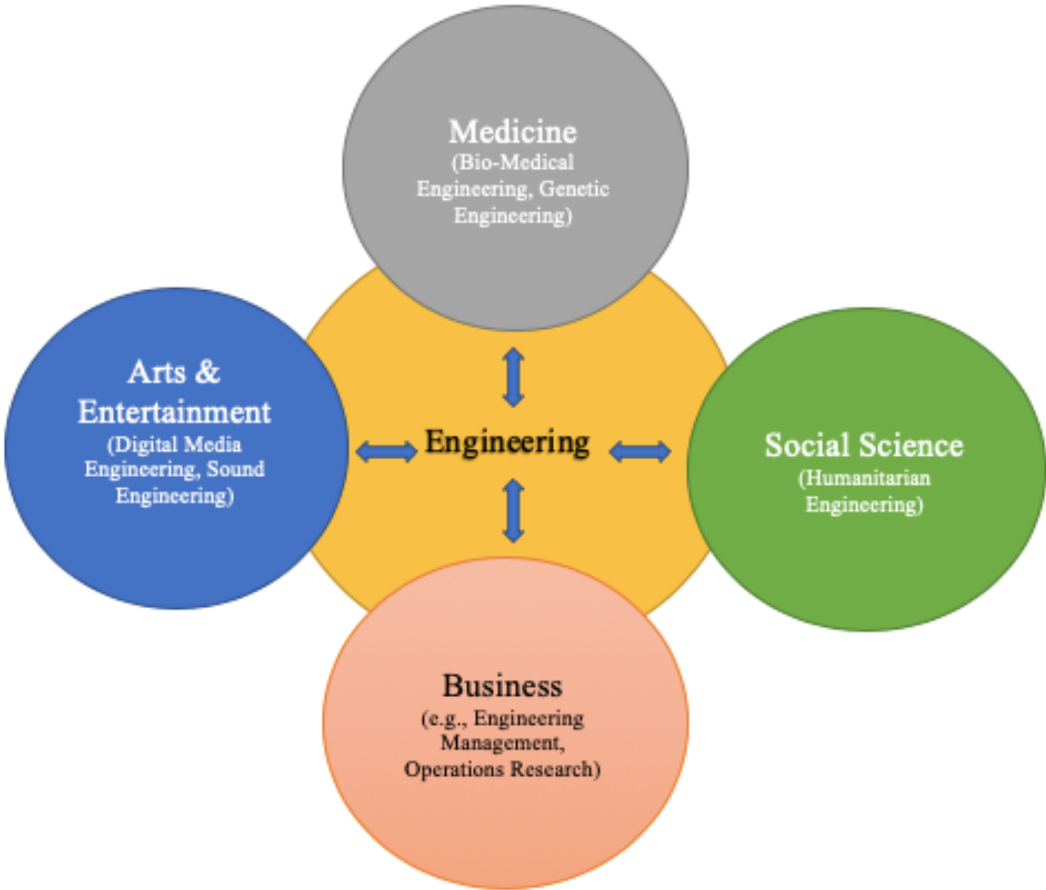 Medicine
(Bio-Medical
Engineering, Genetic
Engineering)
Arts &
Entertainment
(Digital Media
Engineering, Sound
Engineering)
Engineering
Social Science
(Humanitarian
Engineering)
Business
(e.g., Engineering
Management,
Operations Research)